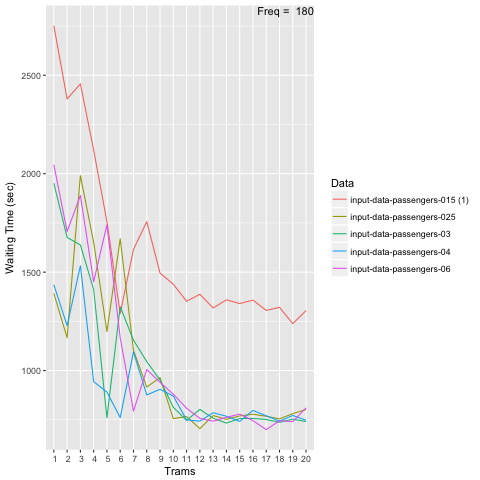 Freq =  180
2500
2000
1500
1000
Waiting Time (sec)
1 2 3 4 5 6 7 8 9 10 11 12 13 14 15 16 17 18 19 20
Trams
Data
input-data-passengers-015 (1)
input-data-passengers-025
input-data-passengers-03
input-data-passengers-04
input-data-passengers-06